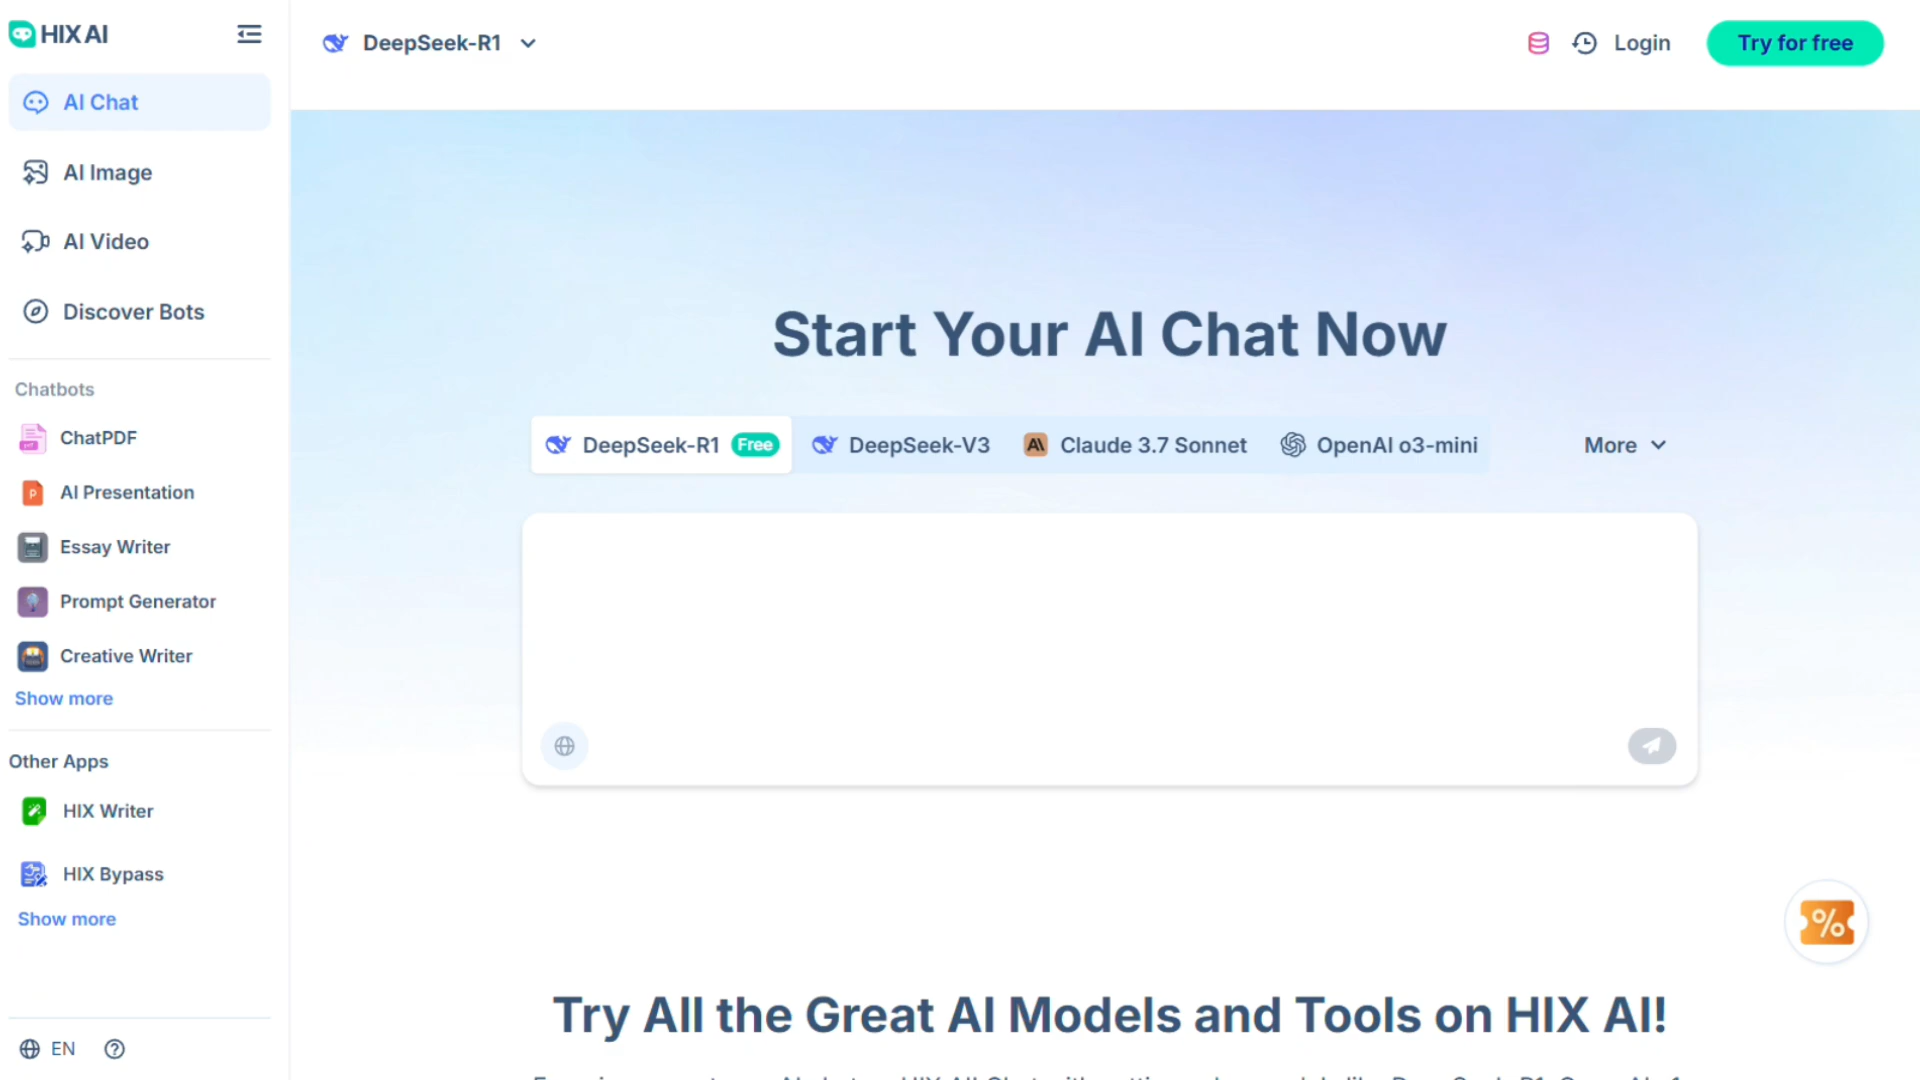 HIX AI
AI Chat
AI Image
AI Video
Discover Bots
Chatbots
ChatPDF
AI Presentation
Essay Writer
Prompt Generator
Creative Writer
Show more
Other Apps
HIX Writer
HIX Bypass
Show more
EN
DeepSeek-R1
Login
Try for free
Start Your AI Chat Now
DeepSeek-R1 Free DeepSeek-V3 Claude 3.7 Sonnet OpenAI o3-mini More
%
Try All the Great AI Models and Tools on HIX AI!